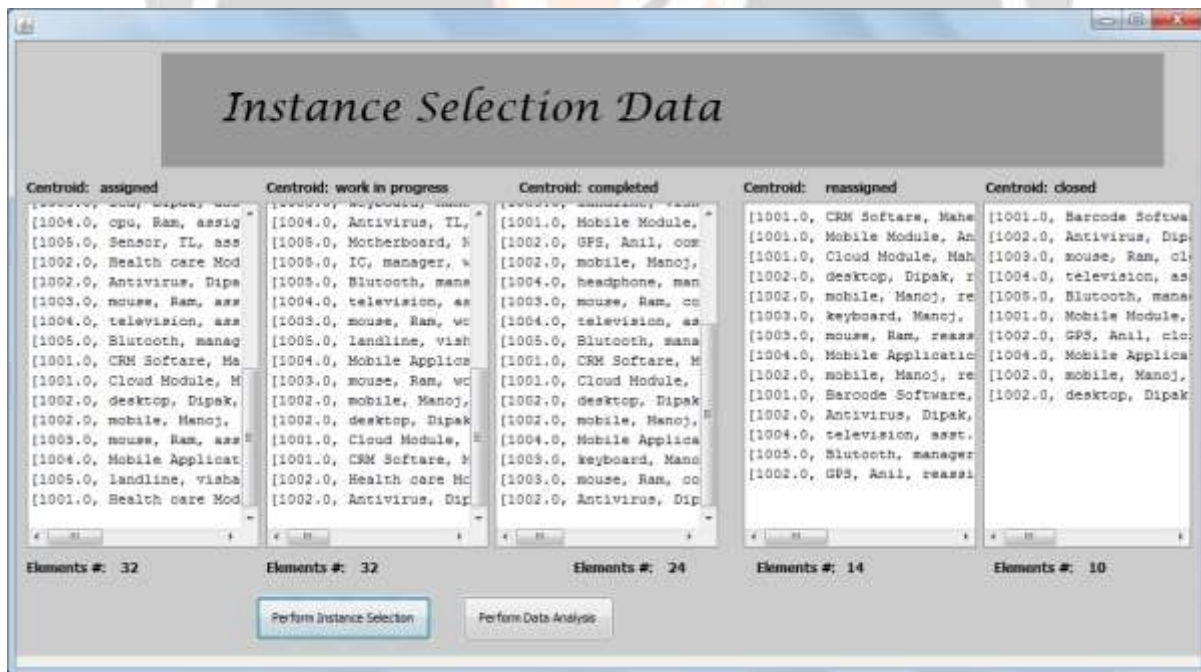 Instance Selection Data
Centroid: assigned
[1004.0, cpu, Ram, assig
[1005.0, Sensor, TL, ass
[1002.0, Health care Mod
[1002.0, Antivirus, Dipa
[1003.0, mouse, Ram, ass
[1004.0, television, ass
[1005.0, Blutooth, manag
[1001.0, CRM Softare, Ma
[1001.0, Cloud Module, M
[1002.0, desktop, Dipak,
[1002.0, mobile, Manoj,
[1003.0, mouse, Ram, ass
[1004.0, Mobile Applicat
[1005.0, landline, visha
[1001.0, Health care Mod
Elements #: 32
Centroid: work in progress
[1004.0, Antivirus, TL,
[1005.0, Motherboard,
[1005.0, IC, manager, w
[1005.0, Blutooth, mana
[1004.0, television, as
[1003.0, mouse, Ram, wo
[1005.0, landline, vish
[1004.0, Mobile Applica
[1003.0, mouse, Ram, wo
[1002.0, mobile, Manoj,
[1002.0, desktop, Dipak
[1001.0, Cloud Module,
[1001.0, CRM Softare, M
[1002.0, Health care Mo
[1002.0, Antivirus, Dip
Elements #: 32
Centroid: completed
[1001.0, Mobile Module,
[1002.0, GPS, Anil, com
[1002.0, mobile, Manoj,
[1004.0, headphone, man
[1003.0, mouse, Ram, co
[1004.0, television, as
[1005.0, Blutooth, mana
[1001.0, CRM Softare, M
[1001.0, Cloud Module,
[1002.0, desktop, Dipak
[1002.0, mobile, Manoj,
[1004.0, Mobile Applica
[1003.0, keyboard, Mano
[1003.0, mouse, Ram, co
[1002.0, Antivirus, Dip
Elements #: 24
Centroid: reassigned
[1001.0, CRM Softare, Mahe
[1001.0, Mobile Module, An
[1001.0, Cloud Module, Mah
[1002.0, desktop, Dipak, r
[1002.0, mobile, Manoj, re
[1003.0, keyboard, Manoj,
[1003.0, mouse, Ram, reass
[1004.0, Mobile Applicatio
[1002.0, mobile, Manoj, re
[1001.0, Barcode Software,
[1002.0, Antivirus, Dipak,
[1004.0, television, asst.
[1005.0, Blutooth, manager
[1002.0, GPS, Anil, reassi
Elements #: 14
Centroid: closed
[1001.0, Barcode Softwa
[1002.0, Antivirus, Dip
[1003.0, mouse, Ram, clo
[1004.0, television, as
[1005.0, Blutooth, mana
[1001.0, Mobile Module,
[1002.0, GPS, Anil, clo
[1004.0, Mobile Applica
[1002.0, mobile, Manoj,
[1002.0, desktop, Dipak
Elements #: 10
Perform Instance Selection
Perform Data Analysis